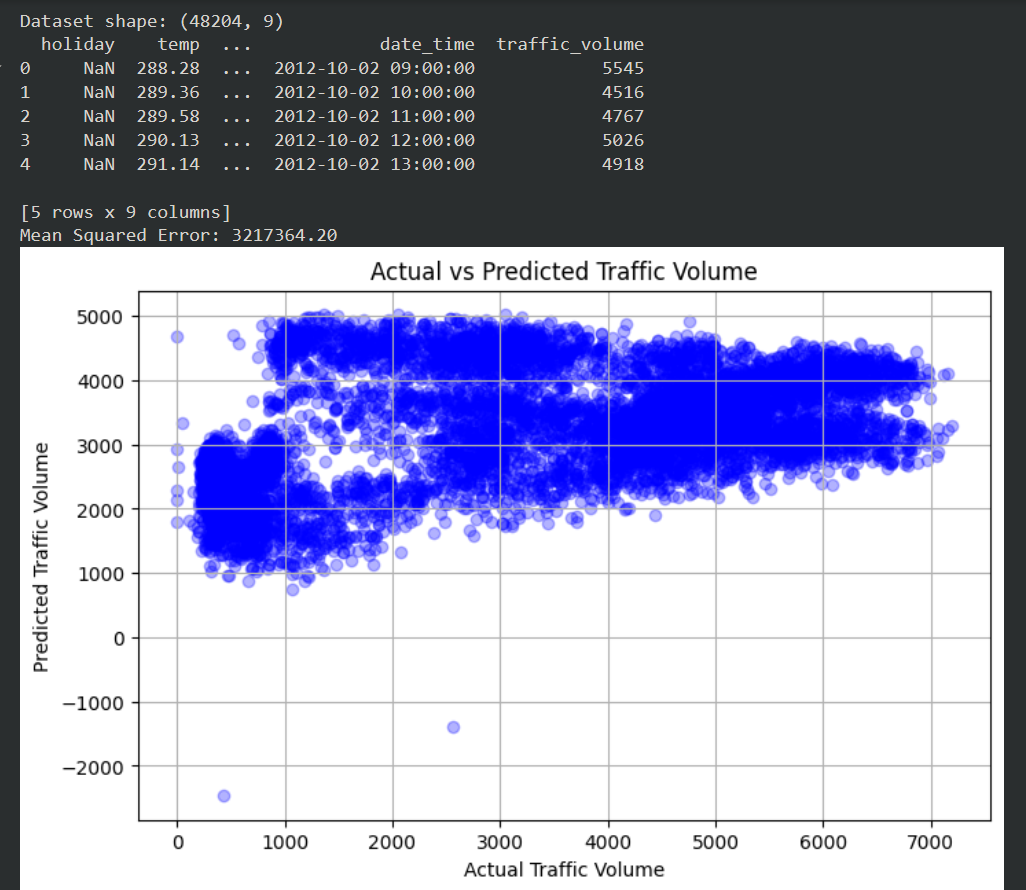 Dataset shape: (48204, 9)
holiday temp ... date_time traffic_volume
0 NaN 288.28 ... 2012-10-02 09:00:00 5545
1 NaN 289.36 ... 2012-10-02 10:00:00 4516
2 NaN 289.58 ... 2012-10-02 11:00:00 4767
3 NaN 290.13 ... 2012-10-02 12:00:00 5026
4 NaN 291.14 ... 2012-10-02 13:00:00 4918
[5 rows x 9 columns]
Mean Squared Error: 3217364.20
Actual vs Predicted Traffic Volume
Predicted Traffic Volume
5000
4000
3000
2000
1000
0
−1000
−2000
0 1000 2000 3000 4000 5000 6000 7000
Actual Traffic Volume